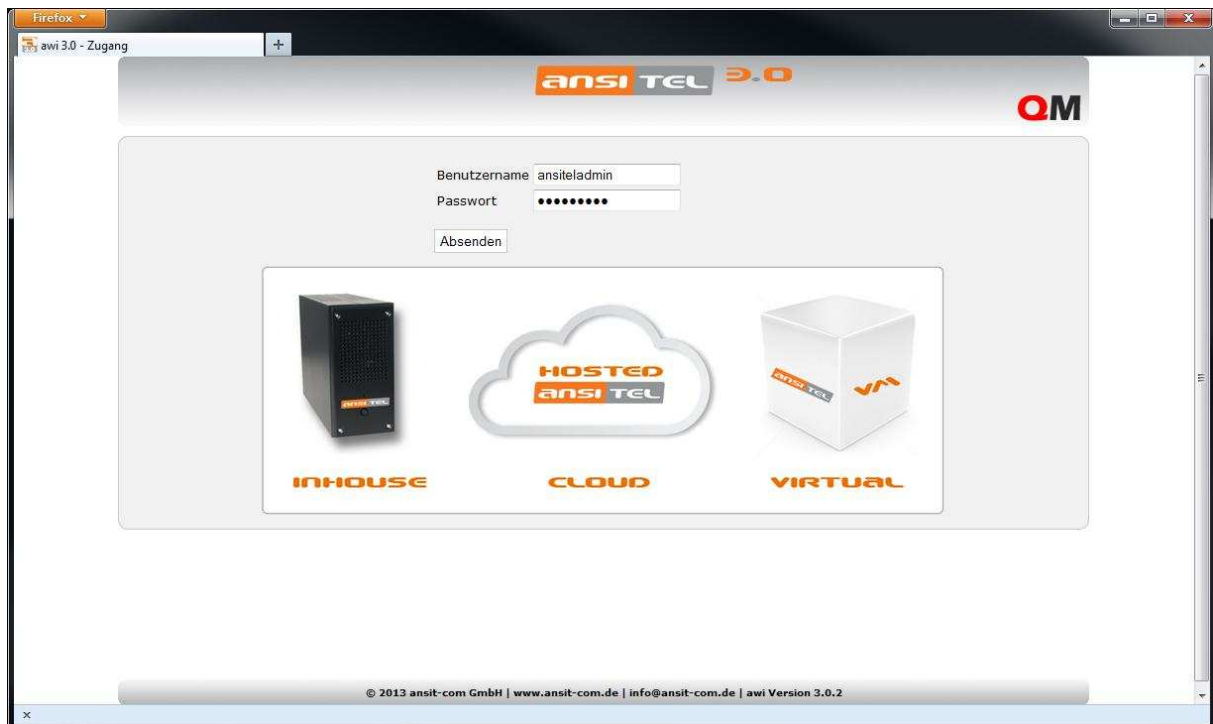 Firefox
awi 3.0 - Zugang
+
ansi TEL 3.0
QM
Benutzername ansiteladmin
Passwort •••••••••
Absenden
ansi TEL
HOSTED
ansi TEL
ansi TEL
VM
INHOUSE
CLOUD
VIRTUAL
© 2013 ansit-com GmbH | www.ansit-com.de | info@ansit-com.de | awi Version 3.0.2
x